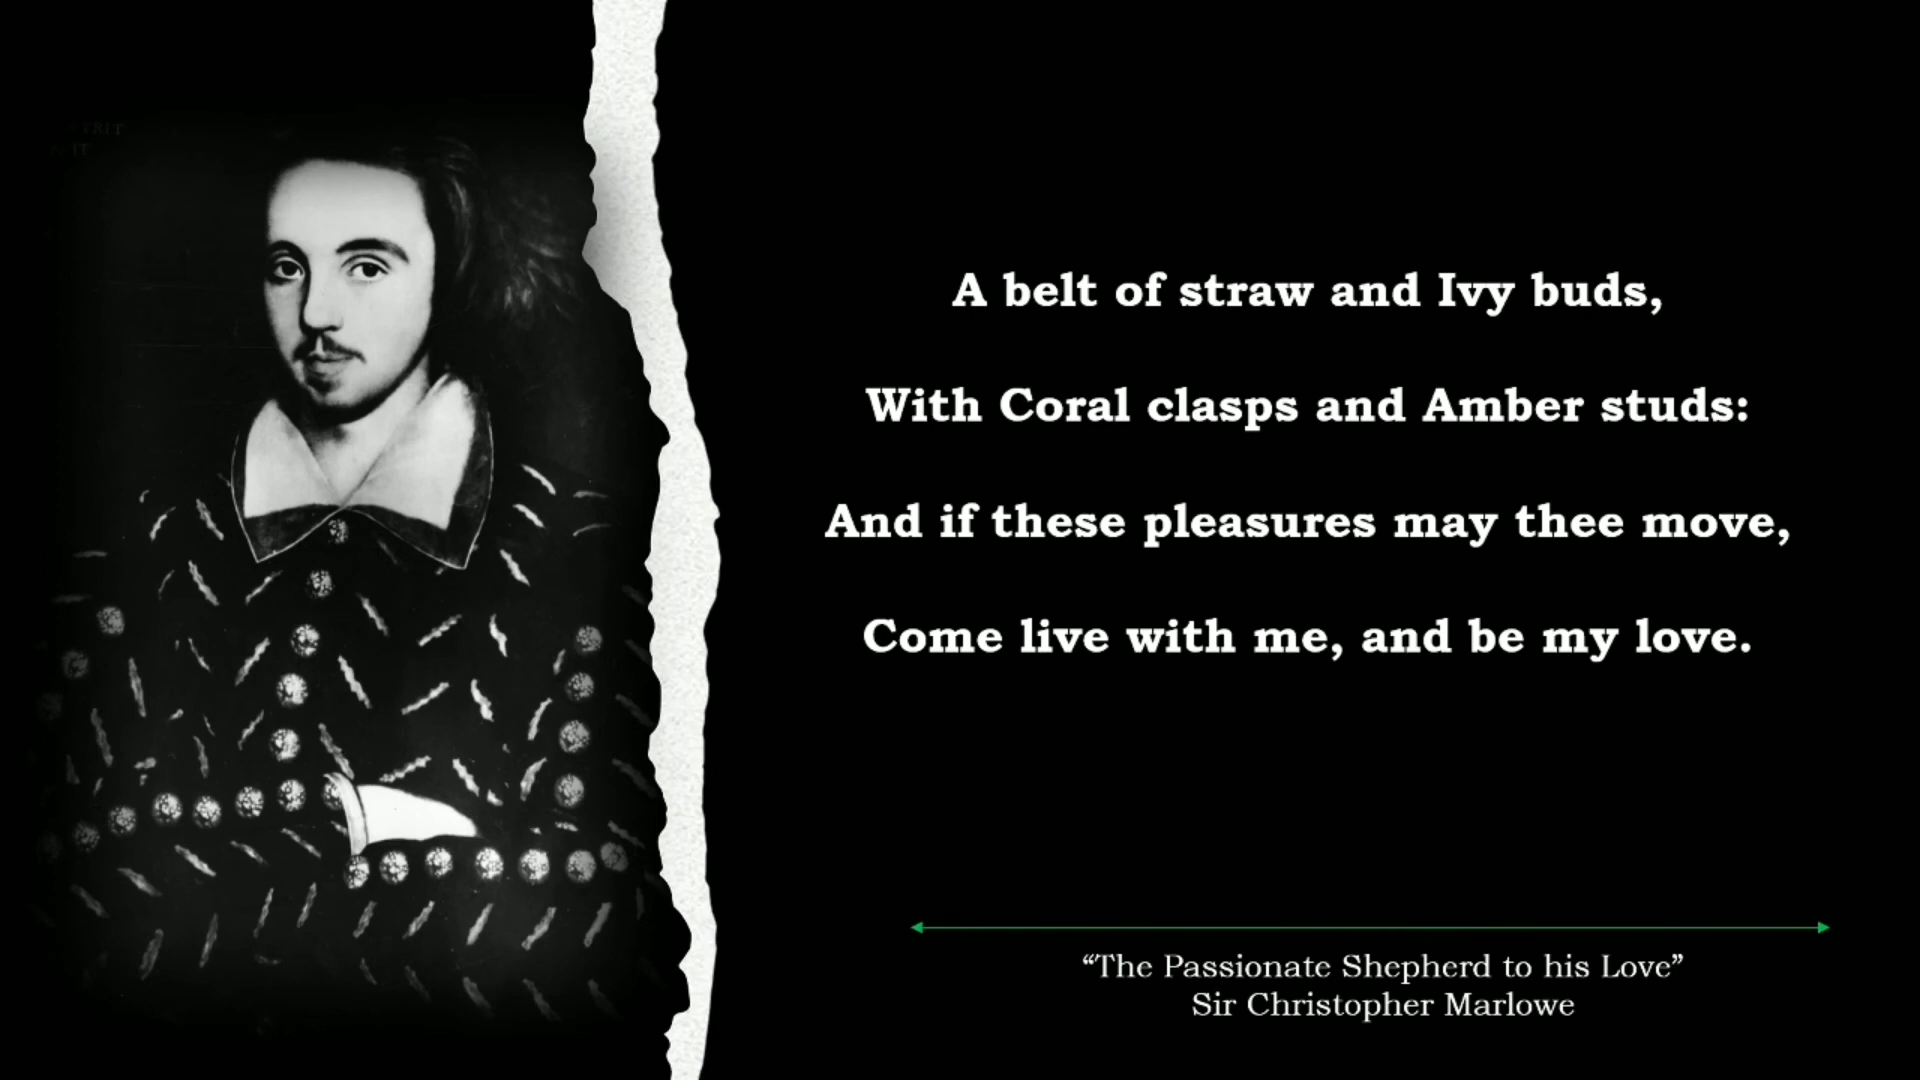 A belt of straw and Ivy buds,
With Coral clasps and Amber studs:
And if these pleasures may thee move,
Come live with me, and be my love.
“The Passionate Shepherd to his Love”
Sir Christopher Marlowe